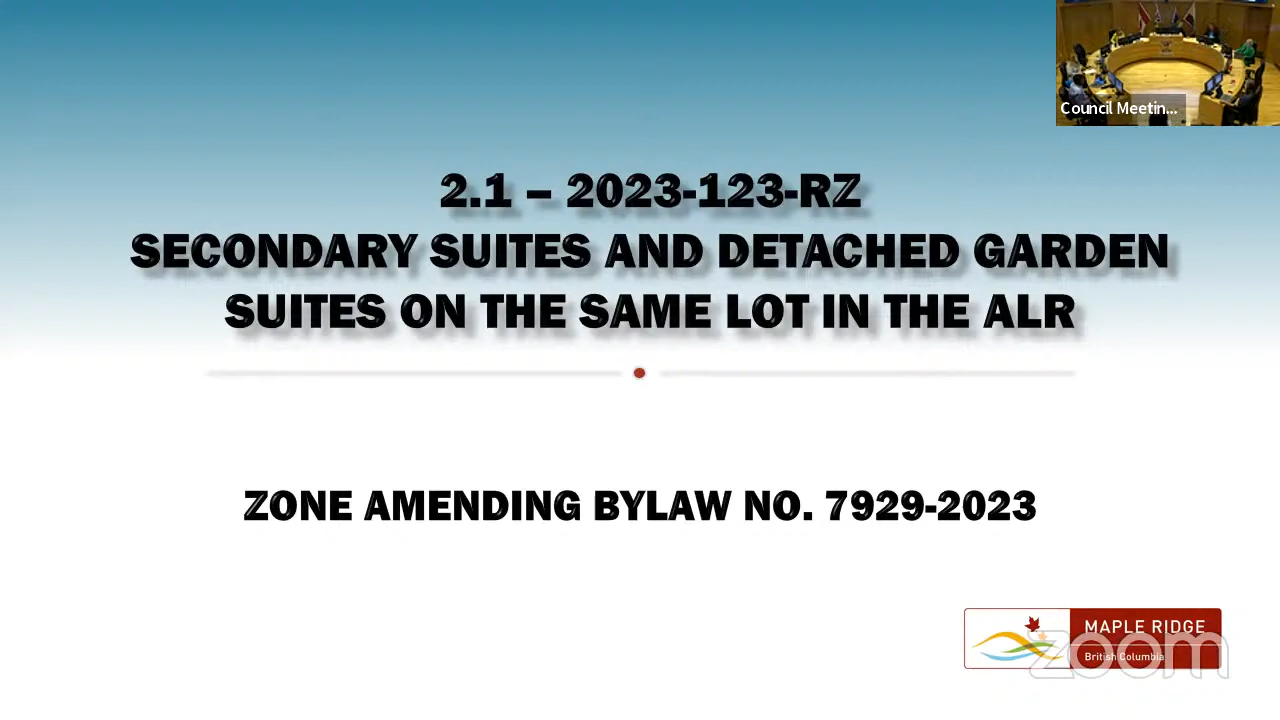 Council Meetin...
2.1 – 2023-123-RZ
SECONDARY SUITES AND DETACHED GARDEN
SUITES ON THE SAME LOT IN THE ALR
ZONE AMENDING BYLAW NO. 7929-2023
MAPLE RIDGE
British Columbia
zoom